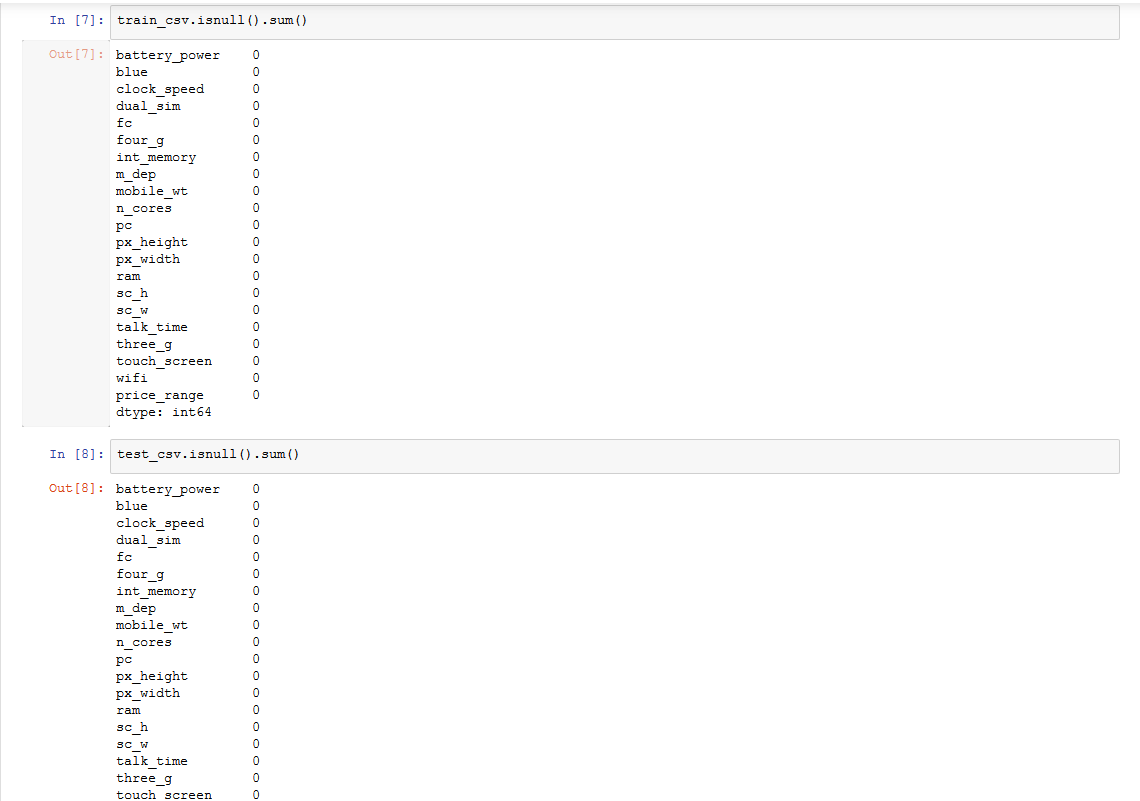 In [7]: train_csv.isnull().sum()
Out[7]: battery_power 0
blue 0
clock_speed 0
dual_sim 0
fc 0
four_g 0
int_memory 0
m_dep 0
mobile_wt 0
n_cores 0
pc 0
px_height 0
px_width 0
ram 0
sc_h 0
sc_w 0
talk_time 0
three_g 0
touch_screen 0
wifi 0
price_range 0
dtype: int64
In [8]: test_csv.isnull().sum()
Out[8]: battery_power 0
blue 0
clock_speed 0
dual_sim 0
fc 0
four_g 0
int_memory 0
m_dep 0
mobile_wt 0
n_cores 0
pc 0
px_height 0
px_width 0
ram 0
sc_h 0
sc_w 0
talk_time 0
three_g 0
touch_screen 0